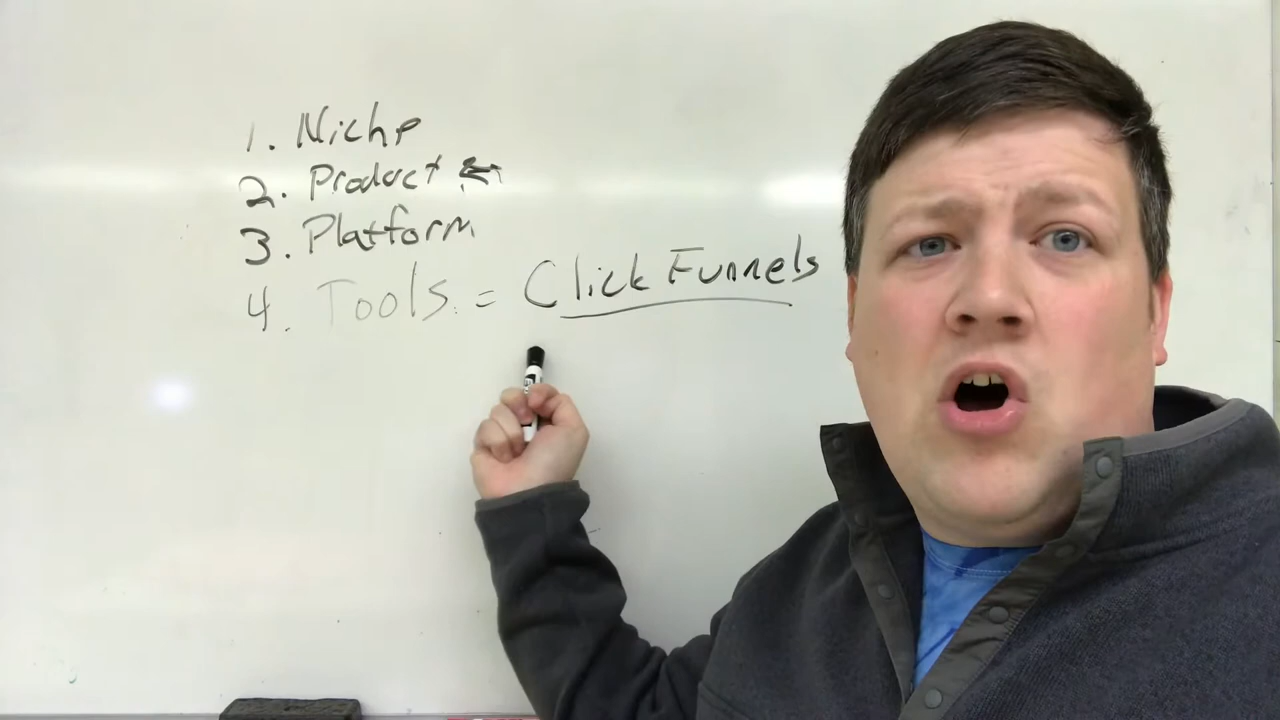 1. Niche
2. Product
3. Platform
4. Tools = Click Funnels